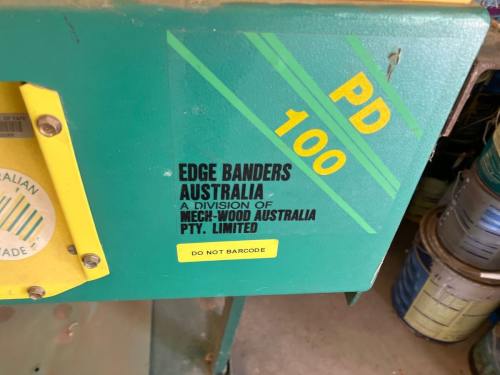 PD
100
EDGE BANDERS
AUSTRALIA
A DIVISION OF
MECH-WOOD AUSTRALIA
PTY. LIMITED
DO NOT BARCODE